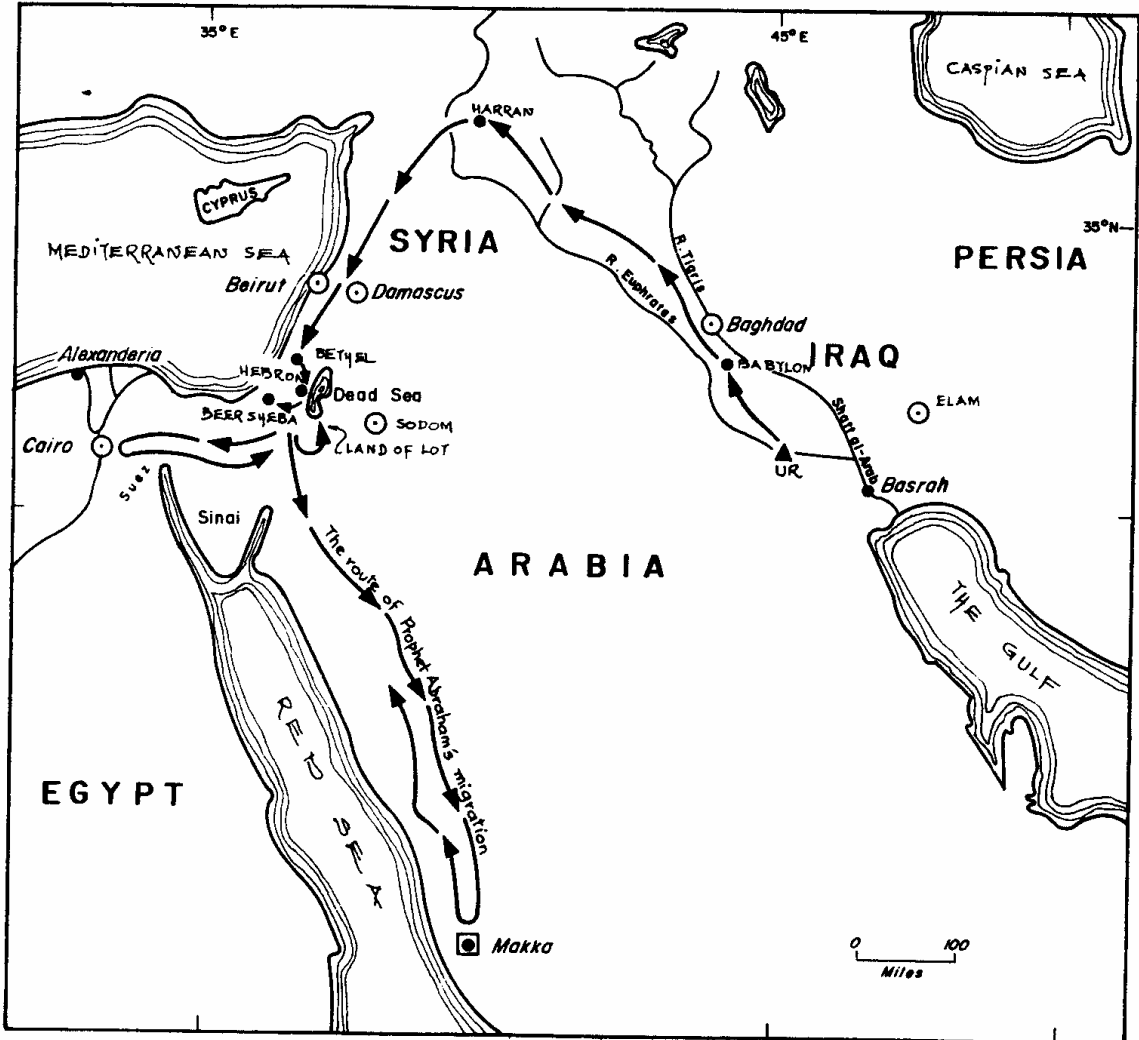 35°E
45°E
CASPIAN SEA
HARRAN
CYPRUS
35°N
SYRIA
MEDITERRANEAN SEA
PERSIA
R. Tigris
R. Euphrates
Beirut
Damascus
Baghdad
Alexanderia
BETHEL
IRAQ
BABYLON
HEBRON
Dead Sea
ELAM
BEER SHEBA
SODOM
Shatt al-Arab
Cairo
LAND OF LOT
UR
Suez
Basrah
Sinai
The route of Prophet Abraham's migration
ARABIA
THE GULF
RED SEA
EGYPT
Makka
0 100
Miles